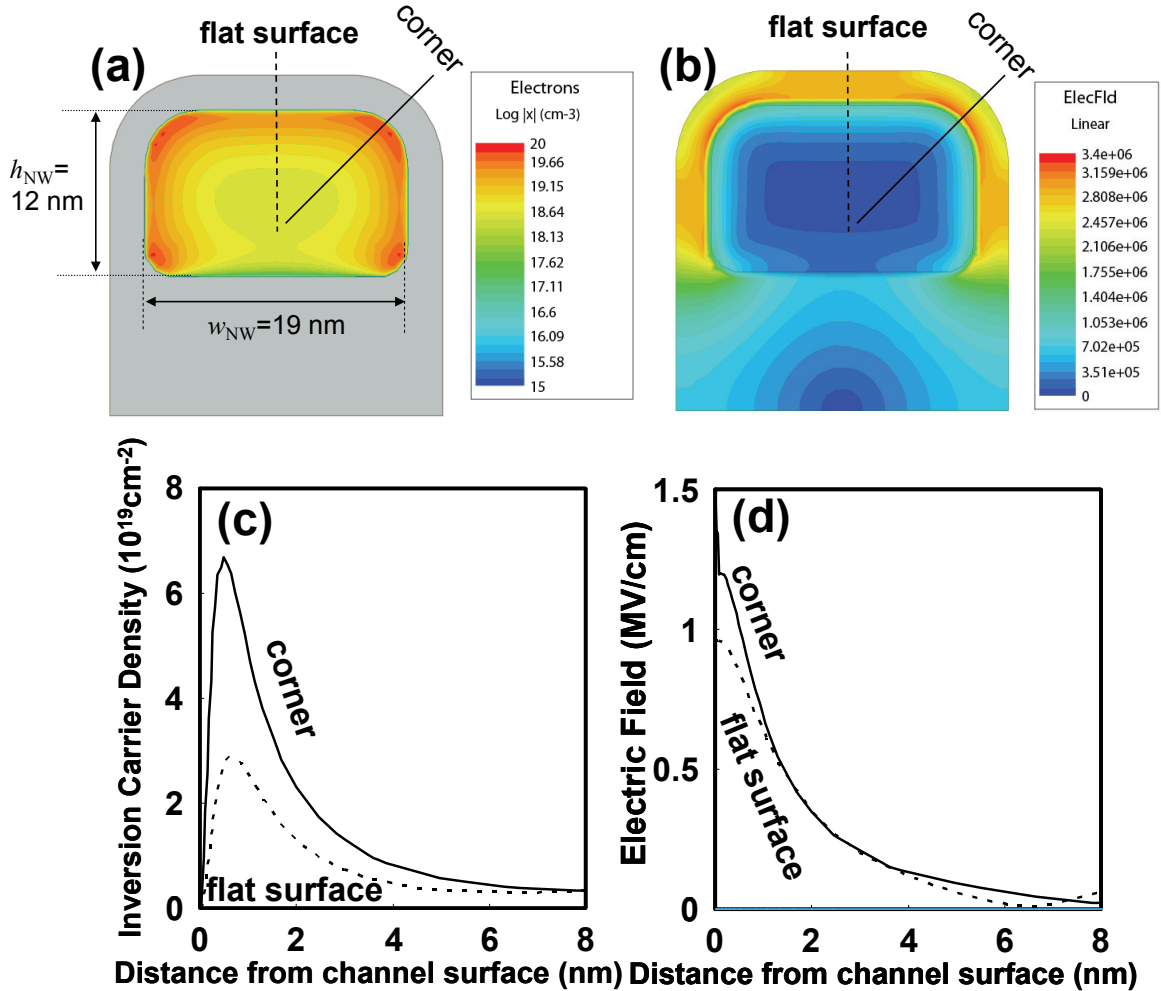 flat surface
corner
(a)
h_NW=
12 nm
w_NW=19 nm
Electrons
Log |x| (cm-3)
20
19.66
19.15
18.64
18.13
17.62
17.11
16.6
16.09
15.58
15
flat surface
corner
(b)
ElecFld
Linear
3.4e+06
3.159e+06
2.808e+06
2.457e+06
2.106e+06
1.755e+06
1.404e+06
1.053e+06
7.02e+05
3.51e+05
0
Inversion Carrier Density (10¹⁹cm⁻²)
8
6
4
2
0
(c)
corner
flat surface
0
2
4
6
8
Distance from channel surface (nm)
Electric Field (MV/cm)
1.5
1
0.5
0
(d)
corner
flat surface
0
2
4
6
8
Distance from channel surface (nm)